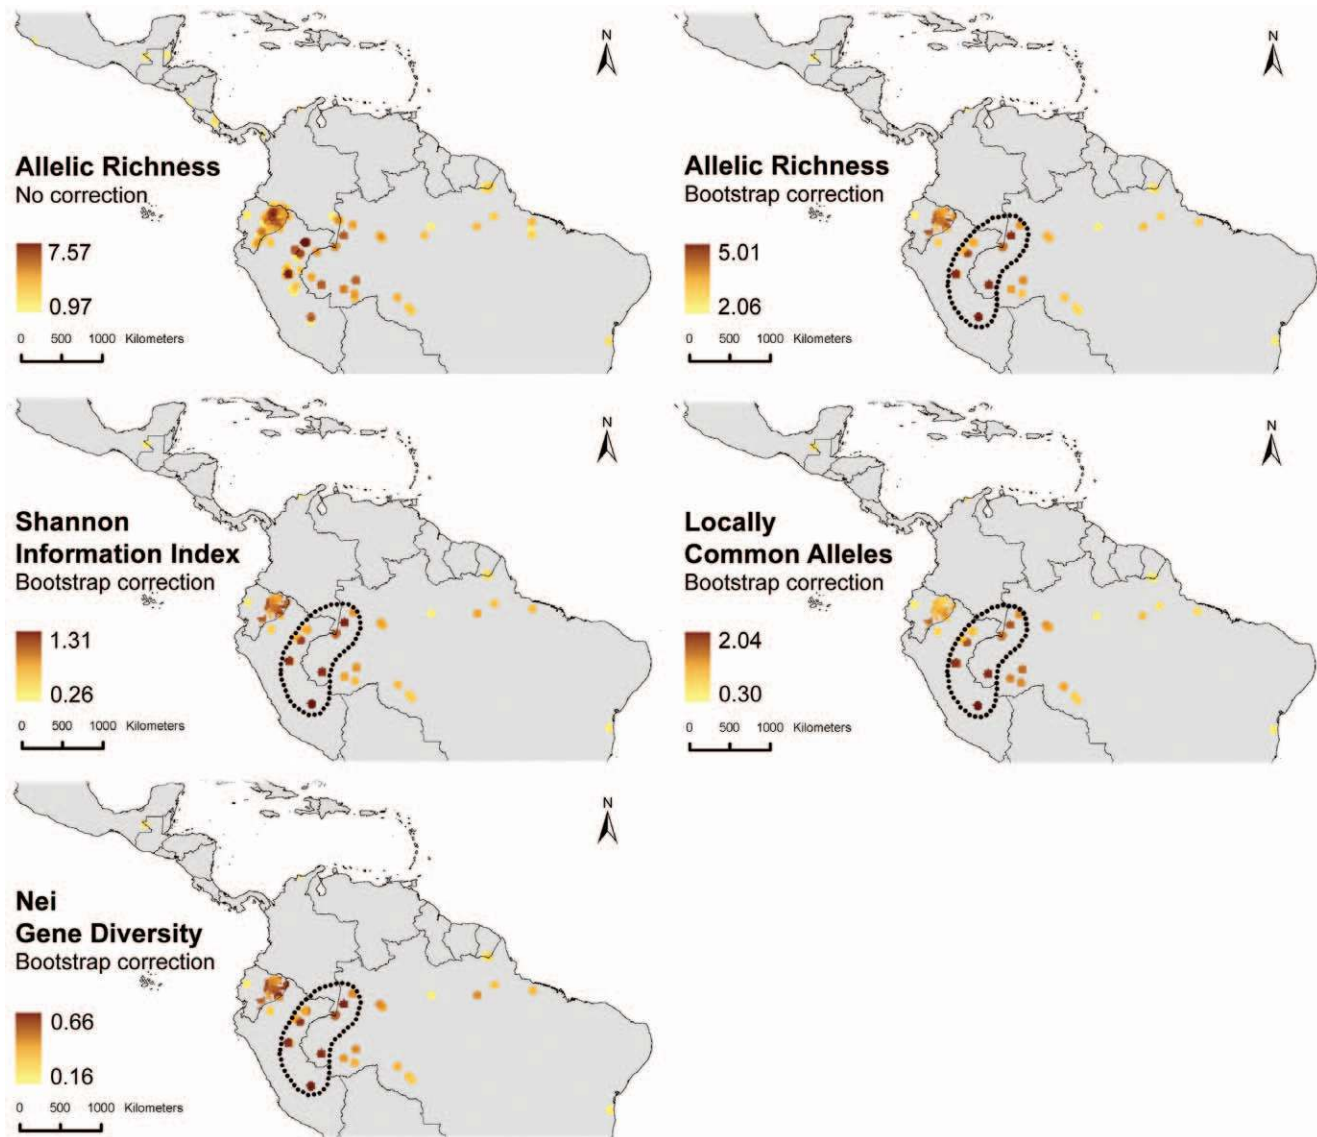 N
Allelic Richness
No correction
7.57
0.97
0 500 1000 Kilometers
N
Allelic Richness
Bootstrap correction
5.01
2.06
0 500 1000 Kilometers
N
Shannon
Information Index
Bootstrap correction
1.31
0.26
0 500 1000 Kilometers
N
Locally
Common Alleles
Bootstrap correction
2.04
0.30
0 500 1000 Kilometers
N
Nei
Gene Diversity
Bootstrap correction
0.66
0.16
0 500 1000 Kilometers